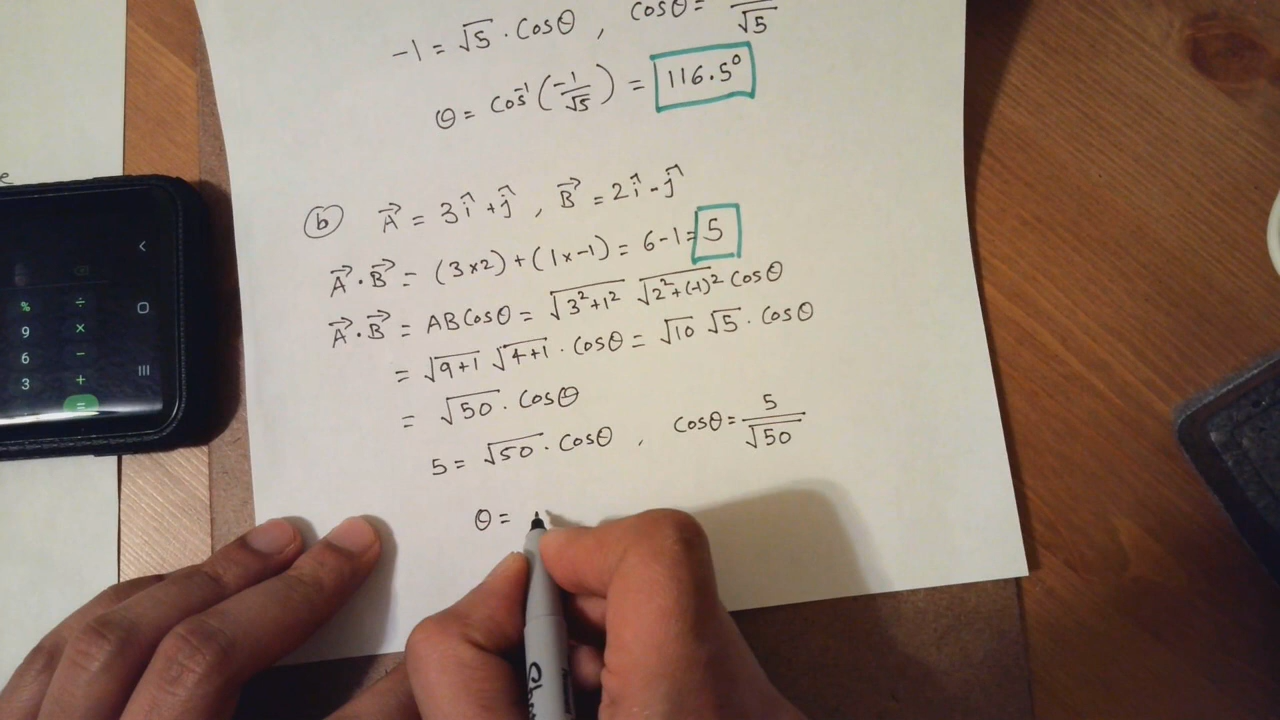 -1 = √5 · Cosθ , Cosθ = /√5
θ = Cos⁻¹ (-1/√5) = 116.5°
(b) A⃗ = 3î + ĵ , B⃗ = 2î - ĵ
A⃗ · B⃗ = (3×2) + (1×-1) = 6-1 = 5
A⃗ · B⃗ = ABCosθ = √3²+1² √2²+(-1)² Cosθ
= √9+1 √4+1 · Cosθ = √10 √5 · Cosθ
= √50 · Cosθ
5 = √50 · Cosθ , Cosθ = 5/√50
θ =
e
% ÷
9 ×
6 −
3 +
=